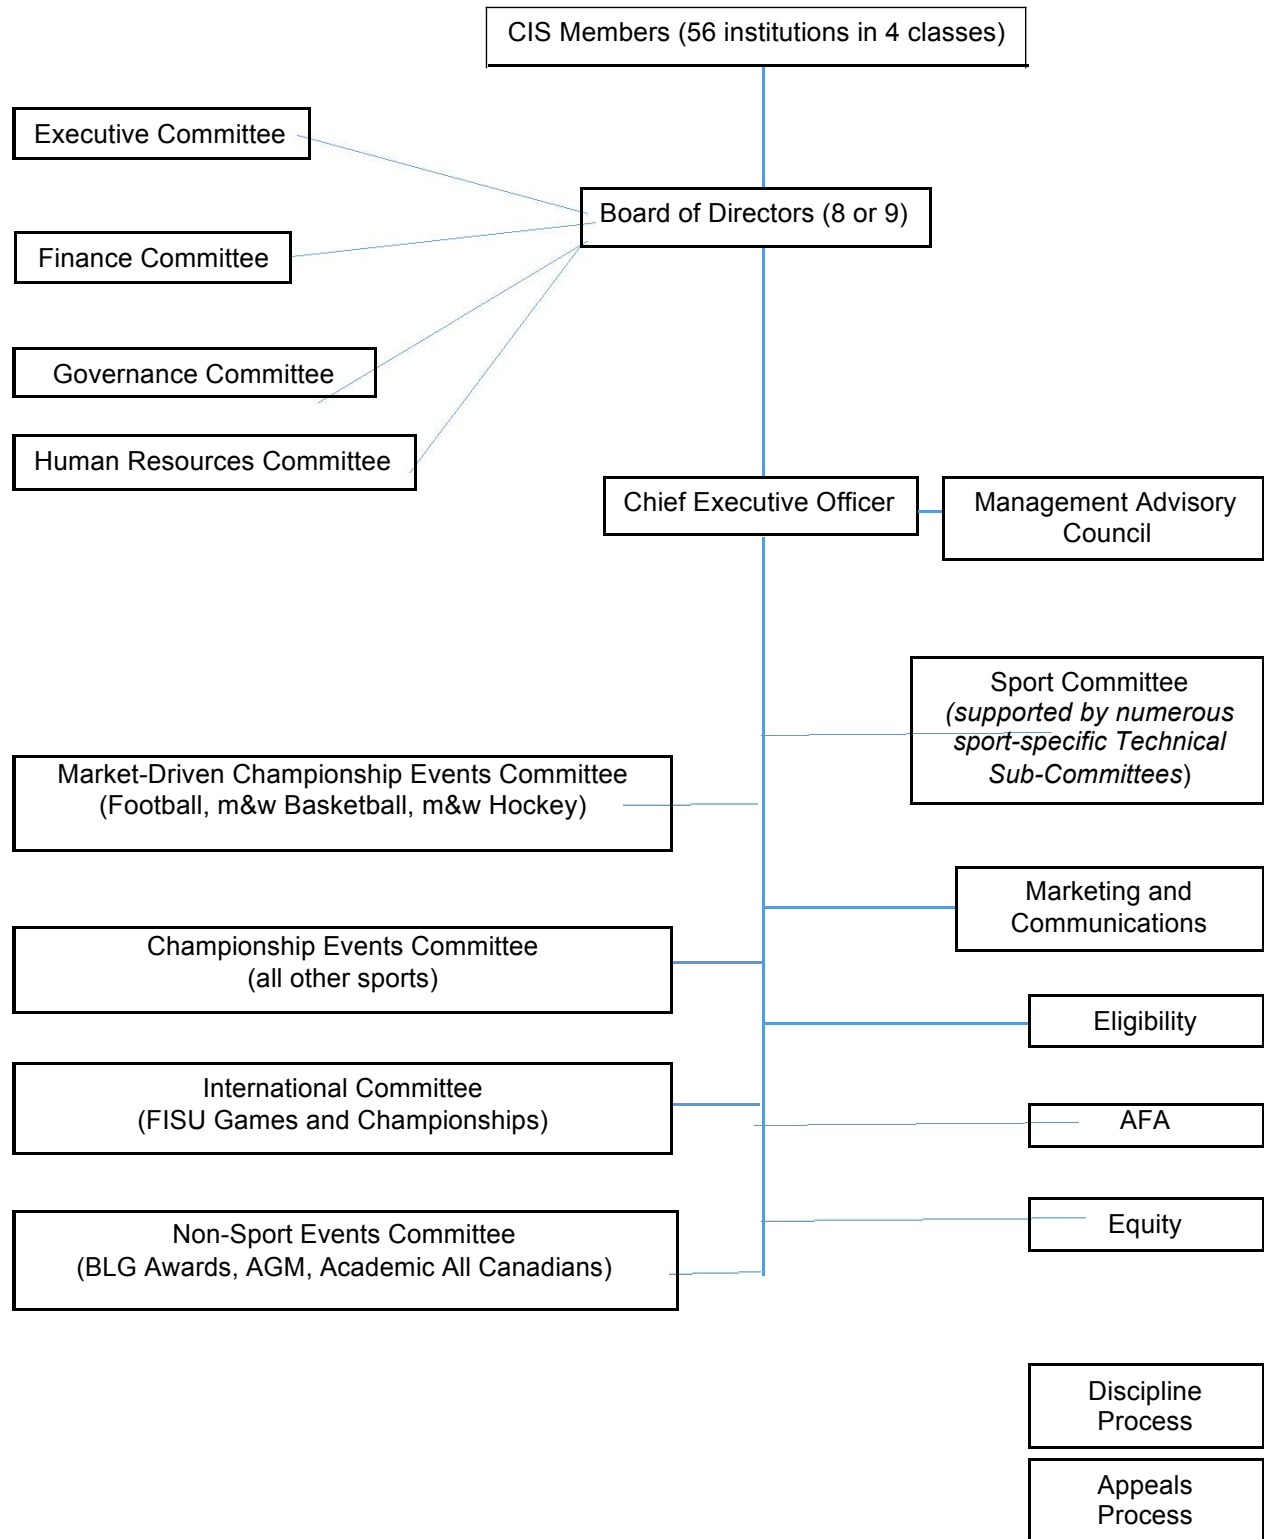 CIS Members (56 institutions in 4 classes)
Executive Committee
Board of Directors (8 or 9)
Finance Committee
Governance Committee
Human Resources Committee
Chief Executive Officer
Management Advisory
Council
Sport Committee
(supported by numerous
sport-specific Technical
Sub-Committees)
Market-Driven Championship Events Committee
(Football, m&w Basketball, m&w Hockey)
Marketing and
Communications
Championship Events Committee
(all other sports)
Eligibility
International Committee
(FISU Games and Championships)
AFA
Non-Sport Events Committee
(BLG Awards, AGM, Academic All Canadians)
Equity
Discipline
Process
Appeals
Process